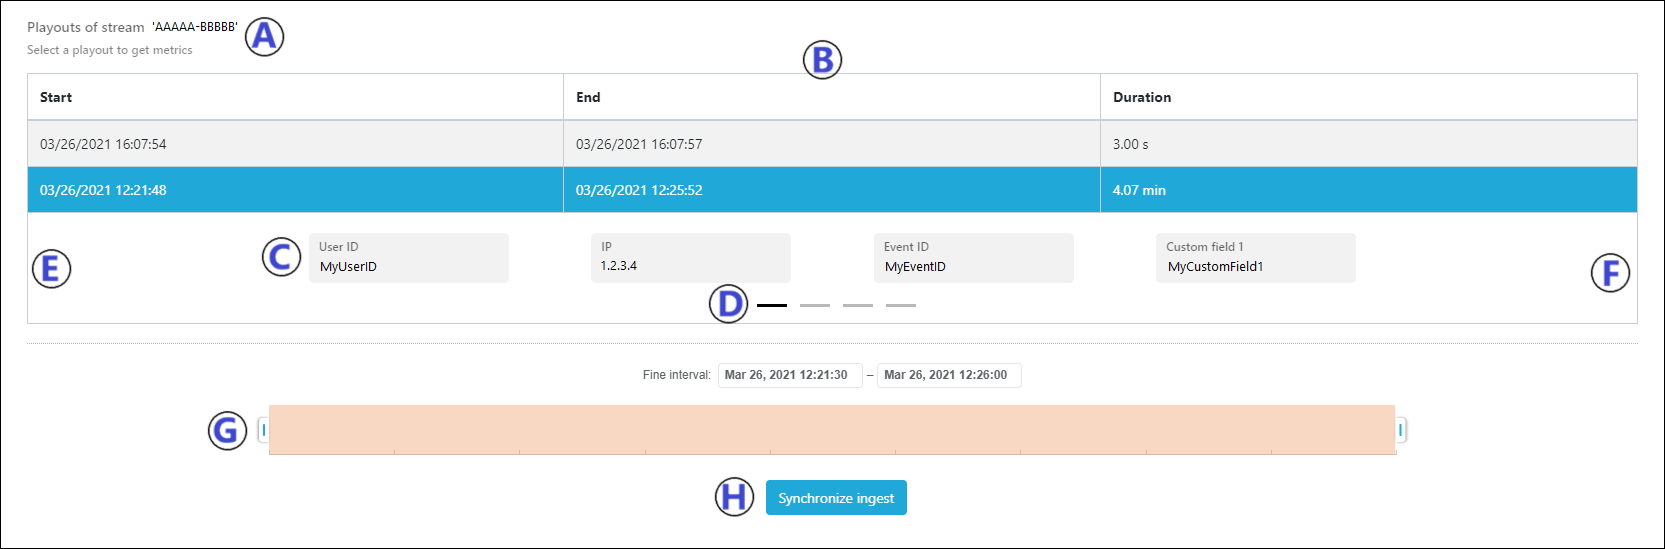 Playouts of stream 'AAAAA-BBBBB' A
Select a playout to get metrics
B
Start End Duration
03/26/2021 16:07:54 03/26/2021 16:07:57 3.00 s
03/26/2021 12:21:48 03/26/2021 12:25:52 4.07 min
E C User ID IP Event ID Custom field 1 F
MyUserID 1.2.3.4 MyEventID MyCustomField1
D
Fine interval: Mar 26, 2021 12:21:30 – Mar 26, 2021 12:26:00
G
H Synchronize ingest